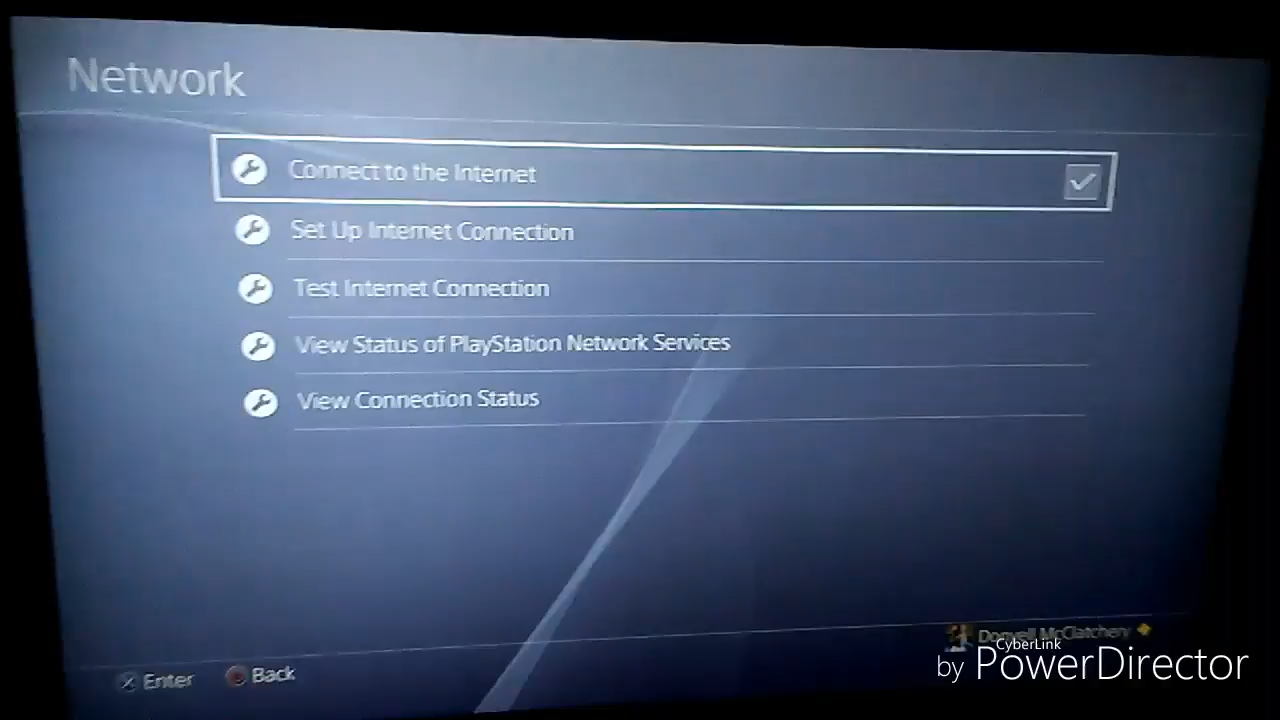 Network
Connect to the Internet
Set Up Internet Connection
Test Internet Connection
View Status of PlayStation Network Services
View Connection Status
Enter
Back
McClatchery
CyberLink
by PowerDirector